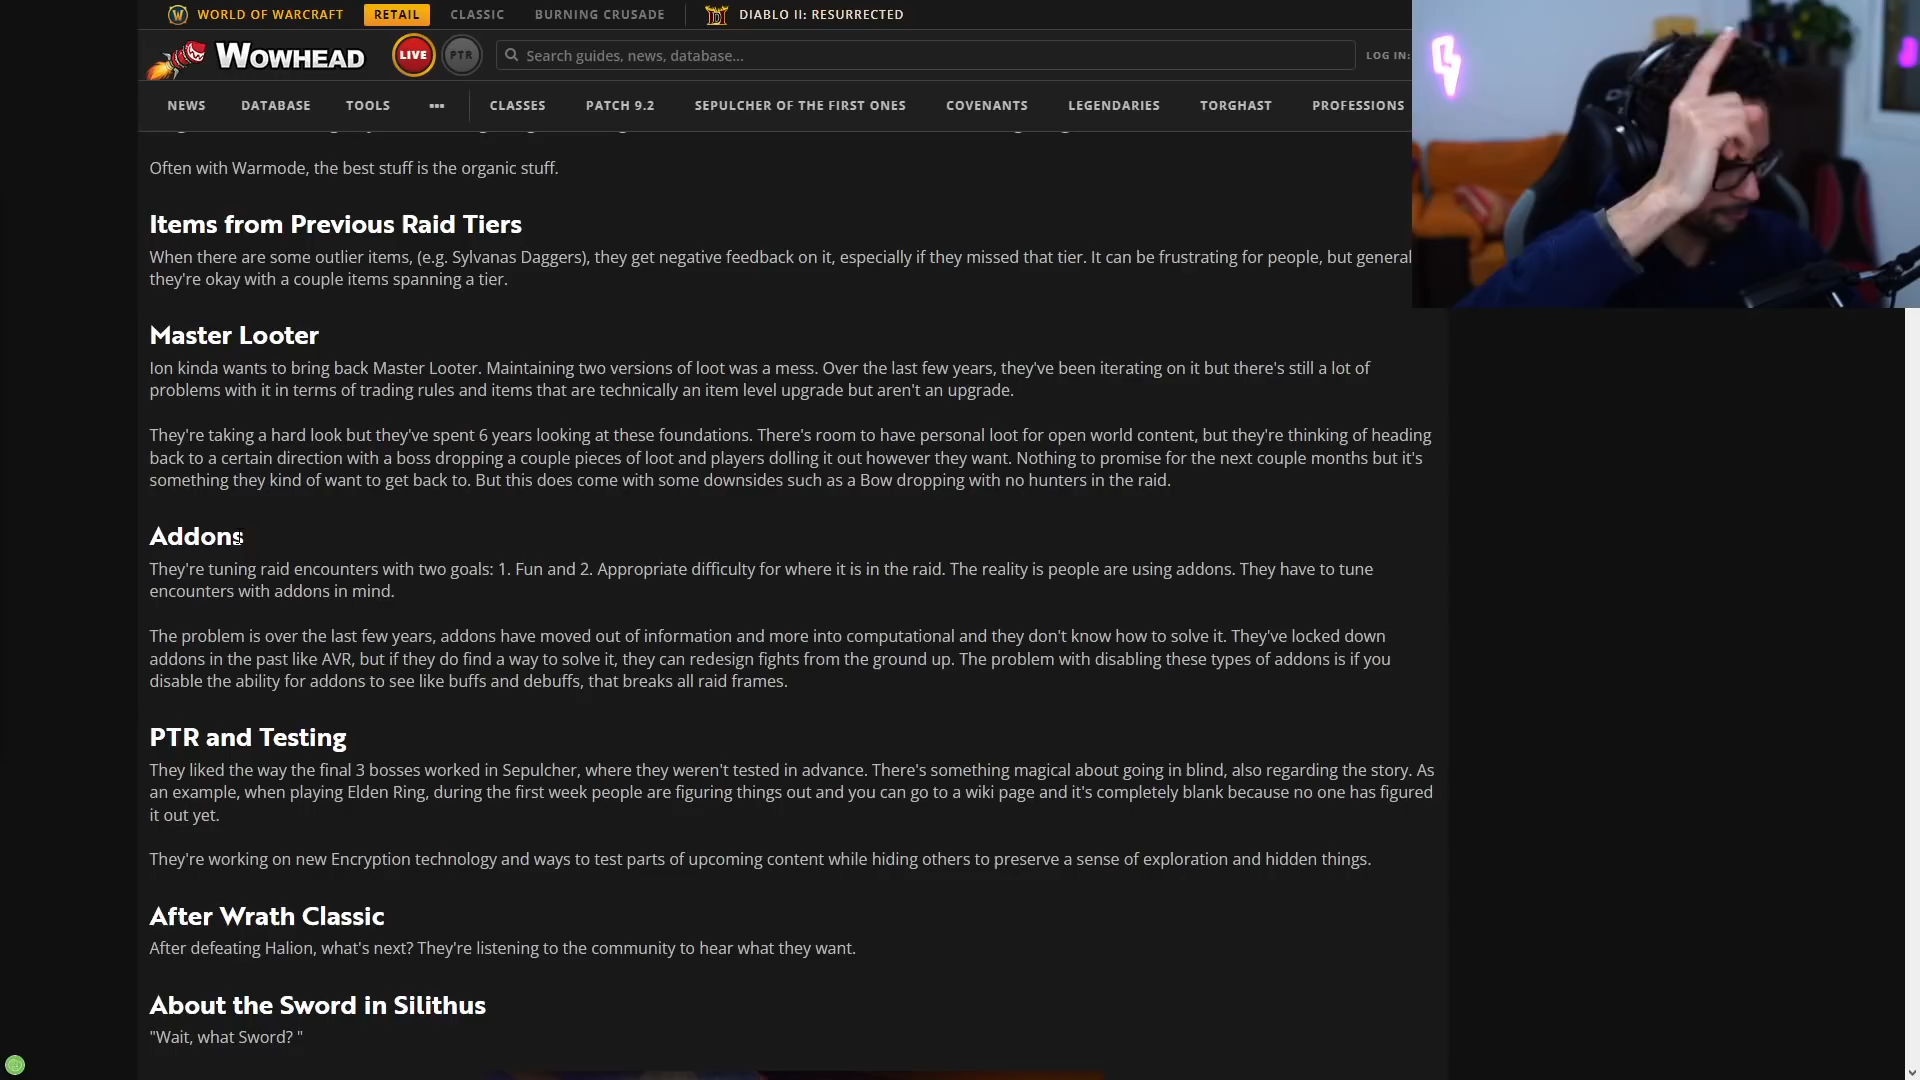 WORLD OF WARCRAFT RETAIL CLASSIC BURNING CRUSADE DIABLO II: RESURRECTED
WOWHEAD LIVE PTR Search guides, news, database... LOG IN:
NEWS DATABASE TOOLS ••• CLASSES PATCH 9.2 SEPULCHER OF THE FIRST ONES COVENANTS LEGENDARIES TORGHAST PROFESSIONS
Often with Warmode, the best stuff is the organic stuff.
Items from Previous Raid Tiers
When there are some outlier items, (e.g. Sylvanas Daggers), they get negative feedback on it, especially if they missed that tier. It can be frustrating for people, but general
they're okay with a couple items spanning a tier.
Master Looter
Ion kinda wants to bring back Master Looter. Maintaining two versions of loot was a mess. Over the last few years, they've been iterating on it but there's still a lot of
problems with it in terms of trading rules and items that are technically an item level upgrade but aren't an upgrade.
They're taking a hard look but they've spent 6 years looking at these foundations. There's room to have personal loot for open world content, but they're thinking of heading
back to a certain direction with a boss dropping a couple pieces of loot and players dolling it out however they want. Nothing to promise for the next couple months but it's
something they kind of want to get back to. But this does come with some downsides such as a Bow dropping with no hunters in the raid.
Addons
They're tuning raid encounters with two goals: 1. Fun and 2. Appropriate difficulty for where it is in the raid. The reality is people are using addons. They have to tune
encounters with addons in mind.
The problem is over the last few years, addons have moved out of information and more into computational and they don't know how to solve it. They've locked down
addons in the past like AVR, but if they do find a way to solve it, they can redesign fights from the ground up. The problem with disabling these types of addons is if you
disable the ability for addons to see like buffs and debuffs, that breaks all raid frames.
PTR and Testing
They liked the way the final 3 bosses worked in Sepulcher, where they weren't tested in advance. There's something magical about going in blind, also regarding the story. As
an example, when playing Elden Ring, during the first week people are figuring things out and you can go to a wiki page and it's completely blank because no one has figured
it out yet.
They're working on new Encryption technology and ways to test parts of upcoming content while hiding others to preserve a sense of exploration and hidden things.
After Wrath Classic
After defeating Halion, what's next? They're listening to the community to hear what they want.
About the Sword in Silithus
"Wait, what Sword? "